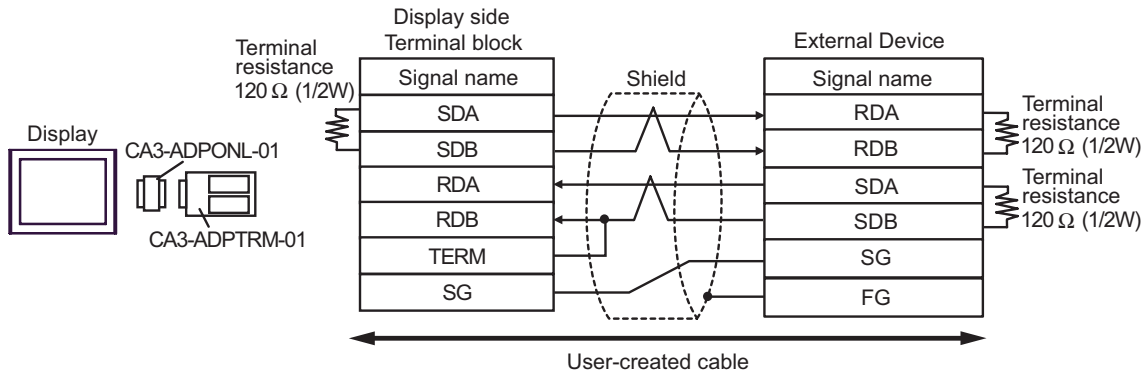 Display side
Terminal block
External Device
Terminal
resistance
120 Ω (1/2W)
Signal name
Shield
Signal name
SDA
RDA
Terminal
resistance
120 Ω (1/2W)
Display
CA3-ADPONL-01
SDB
RDB
RDA
SDA
Terminal
resistance
120 Ω (1/2W)
CA3-ADPTRM-01
RDB
SDB
TERM
SG
SG
FG
User-created cable